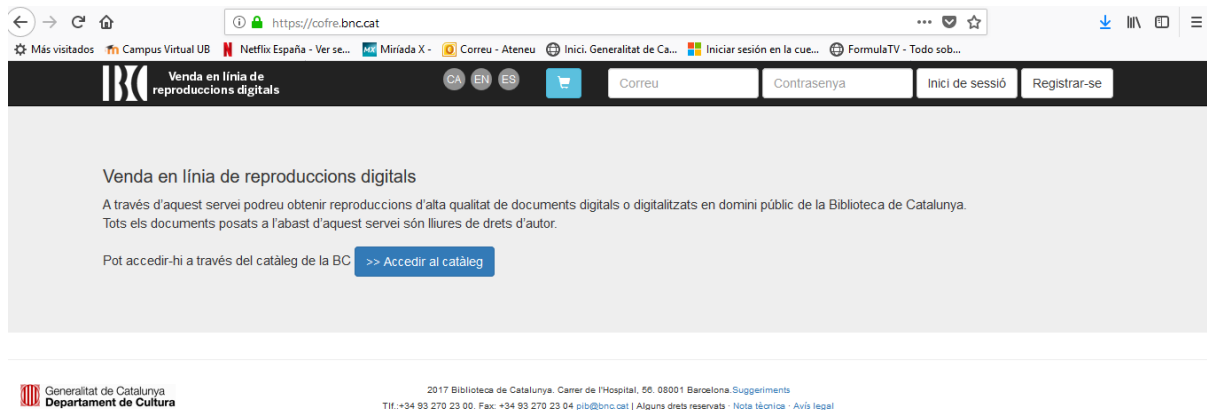 https://cofre.bnc.cat
Más visitados Campus Virtual UB Netflix España - Ver se... Miríada X - Correu - Ateneu Inici. Generalitat de Ca... Iniciar sesión en la cue... FormulaTV - Todo sob...
Venda en línia de
reproduccions digitals
CA EN ES Correu Contrasenya Inici de sessió Registrar-se
Venda en línia de reproduccions digitals
A través d'aquest servei podreu obtenir reproduccions d'alta qualitat de documents digitals o digitalitzats en domini públic de la Biblioteca de Catalunya.
Tots els documents posats a l'abast d'aquest servei són lliures de drets d'autor.
Pot accedir-hi a través del catàleg de la BC >> Accedir al catàleg
Generalitat de Catalunya
Departament de Cultura
2017 Biblioteca de Catalunya. Carrer de l'Hospital, 56. 08001 Barcelona.Suggeriments
Tlf.:+34 93 270 23 00. Fax: +34 93 270 23 04 pib@bnc.cat | Alguns drets reservats · Nota tècnica · Avís legal